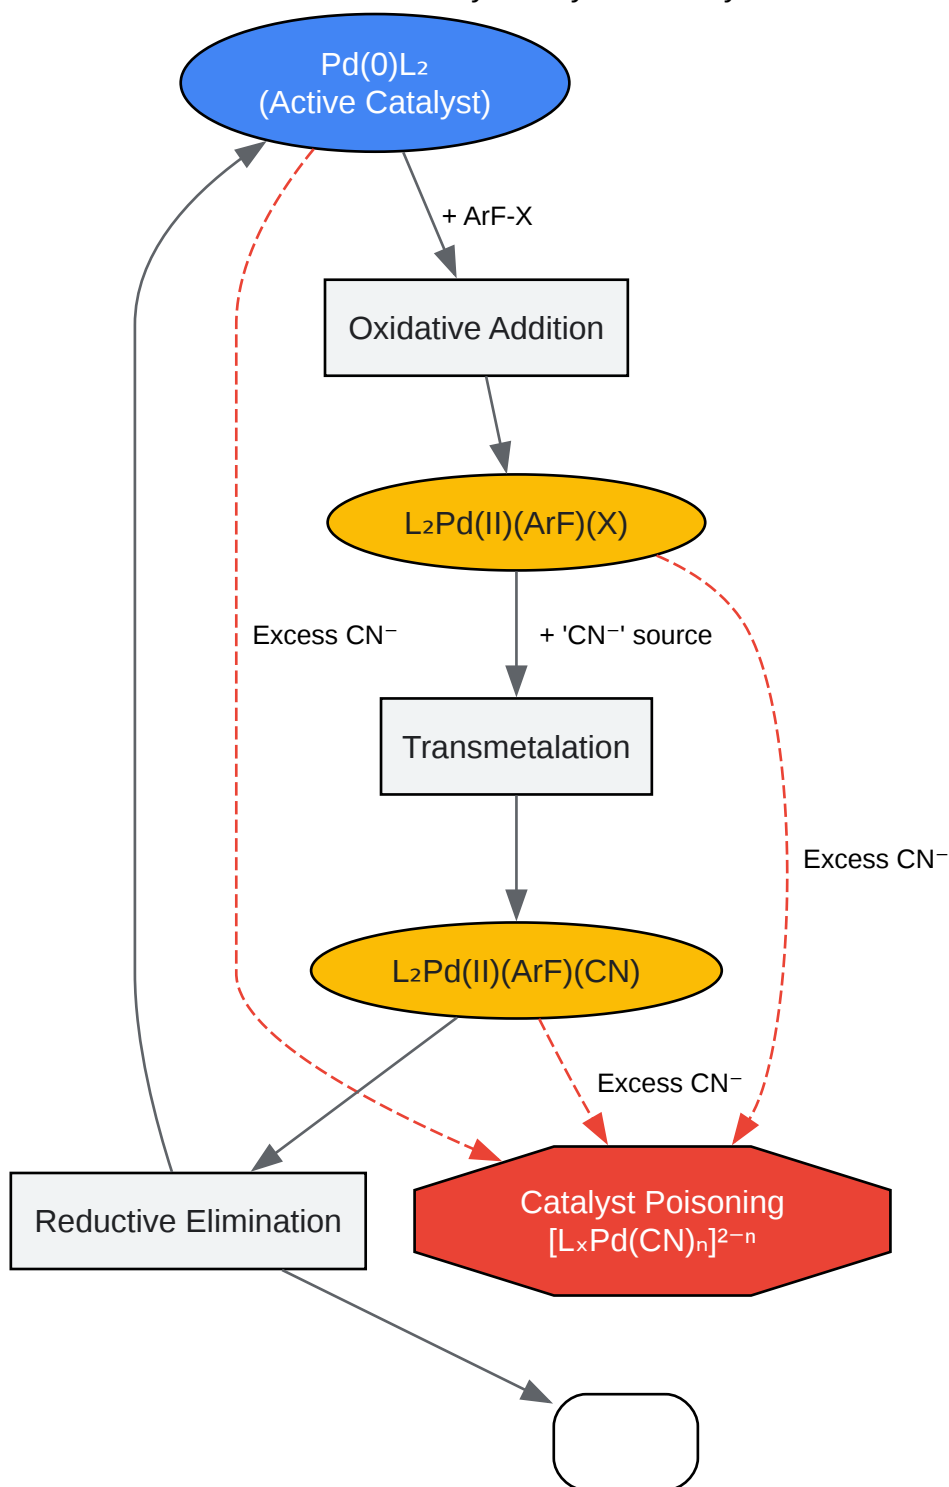 Pd(0)L₂
(Active Catalyst)
+ ArF-X
Oxidative Addition
L₂Pd(II)(ArF)(X)
Excess CN⁻
+ 'CN⁻' source
Transmetalation
Excess CN⁻
L₂Pd(II)(ArF)(CN)
Excess CN⁻
Catalyst Poisoning
[LₓPd(CN)ₙ]²⁻ⁿ
Reductive Elimination